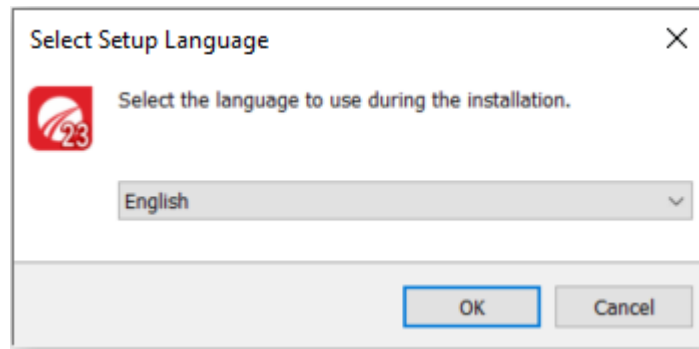 Select Setup Language
Select the language to use during the installation.
23
English
OK
Cancel